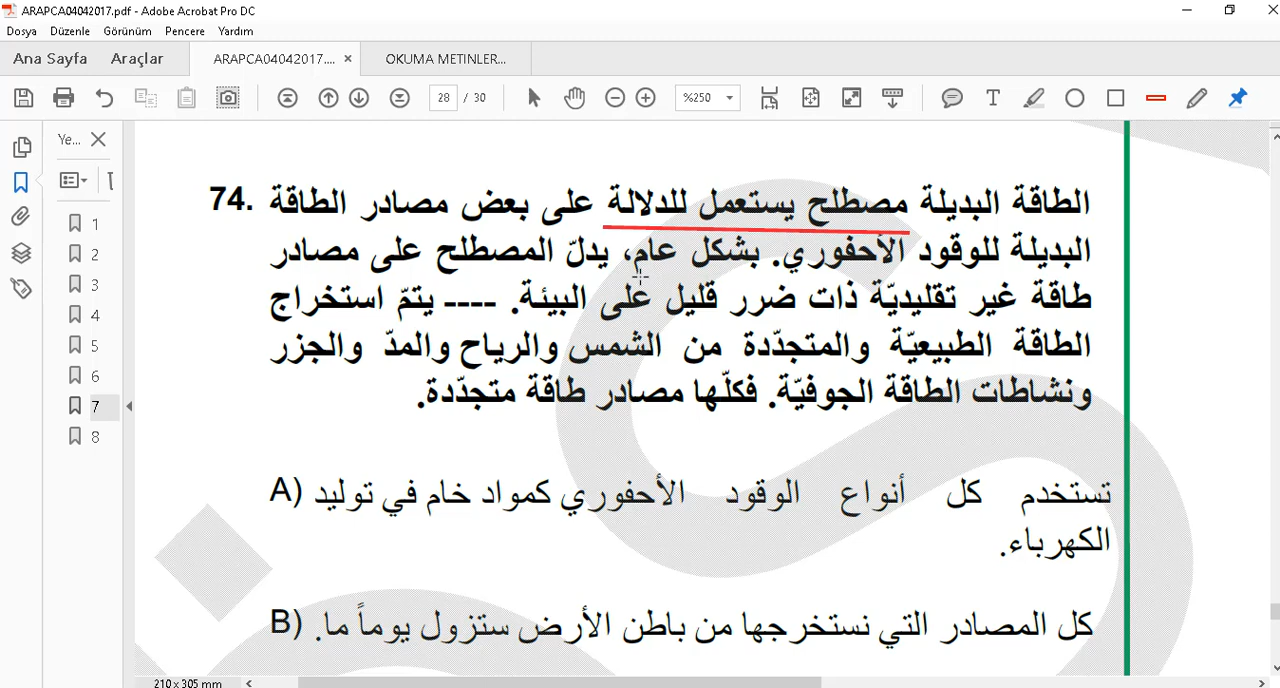 ARAPCA04042017.pdf - Adobe Acrobat Pro DC
Dosya Düzenle Görünüm Pencere Yardım
Ana Sayfa Araçlar ARAPCA04042017.... × OKUMA METINLER...
28 / 30 %250
Ye...
1
2
3
4
5
6
7
8
74. الطاقة البديلة مصطلح يستعمل للدلالة على بعض مصادر الطاقة
البديلة للوقود الأحفوري. بشكل عام، يدلّ المصطلح على مصادر
طاقة غير تقليديّة ذات ضرر قليل على البيئة. ---- يتمّ استخراج
الطاقة الطبيعيّة والمتجدّدة من الشمس والرياح والمدّ والجزر
ونشاطات الطاقة الجوفيّة. فكلّها مصادر طاقة متجدّدة.
A) تستخدم كل أنواع الوقود الأحفوري كمواد خام في توليد
الكهرباء.
B) كل المصادر التي نستخرجها من باطن الأرض ستزول يوماً ما.
210 x 305 mm